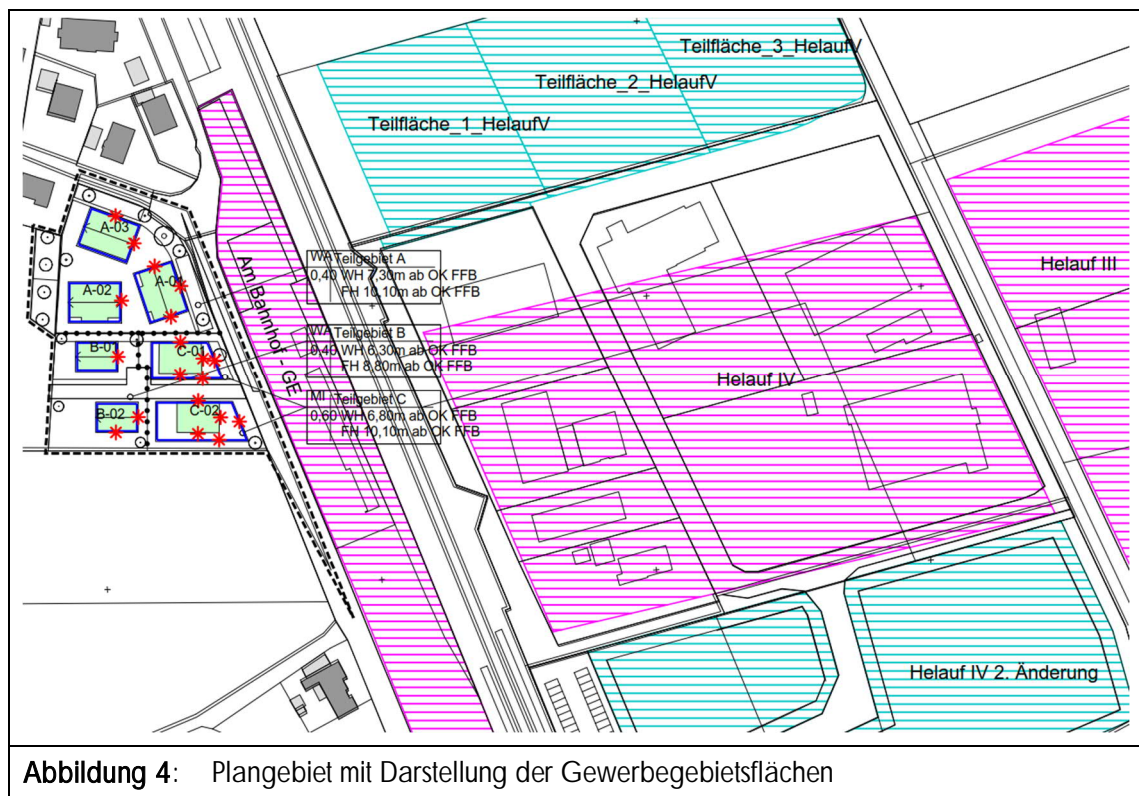 Teilfläche_3_HelaufV
Teilfläche_2_HelaufV
Teilfläche_1_HelaufV
A-03
A-01
A-02
B-01
C-01
B-02
C-02
Am Bahnhof - GE
WA Teilgebiet A
0,40 WH 7,30m ab OK FFB
FH 10,10m ab OK FFB
WA Teilgebiet B
0,40 WH 6,30m ab OK FFB
FH 8,80m ab OK FFB
MI Teilgebiet C
0,60 WH 6,80m ab OK FFB
FH 10,10m ab OK FFB
Helauf III
Helauf IV
Helauf IV 2. Änderung
Abbildung 4: Plangebiet mit Darstellung der Gewerbegebietsflächen